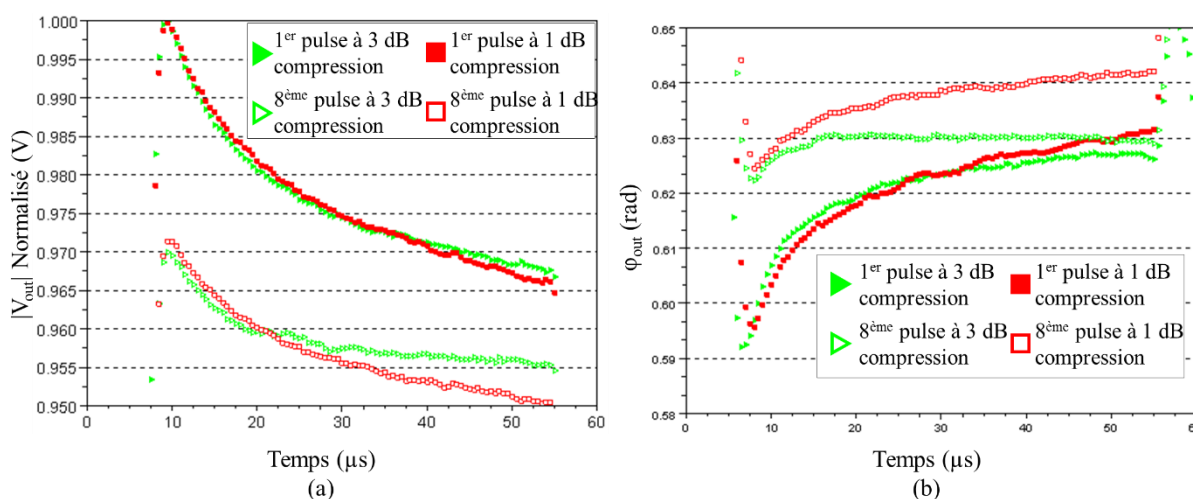 1.000
0.995
0.990
0.985
0.980
0.975
0.970
0.965
0.960
0.955
0.950
|Vout| Normalisé (V)
1er pulse à 3 dB compression
1er pulse à 1 dB compression
8ème pulse à 3 dB compression
8ème pulse à 1 dB compression
0 10 20 30 40 50 60
Temps (µs)
(a)
0.65
0.64
0.63
0.62
0.61
0.60
0.59
0.58
φout (rad)
1er pulse à 3 dB compression
1er pulse à 1 dB compression
8ème pulse à 3 dB compression
8ème pulse à 1 dB compression
0 10 20 30 40 50 60
Temps (µs)
(b)